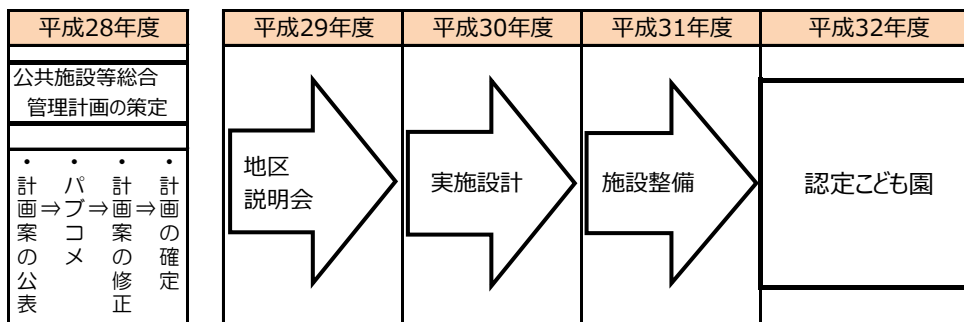 平成28年度
公共施設等総合
管理計画の策定
・計画案の公表
⇒
・パブコメ
⇒
・計画案の修正
⇒
・計画の確定
平成29年度
平成30年度
平成31年度
平成32年度
地区
説明会
実施設計
施設整備
認定こども園